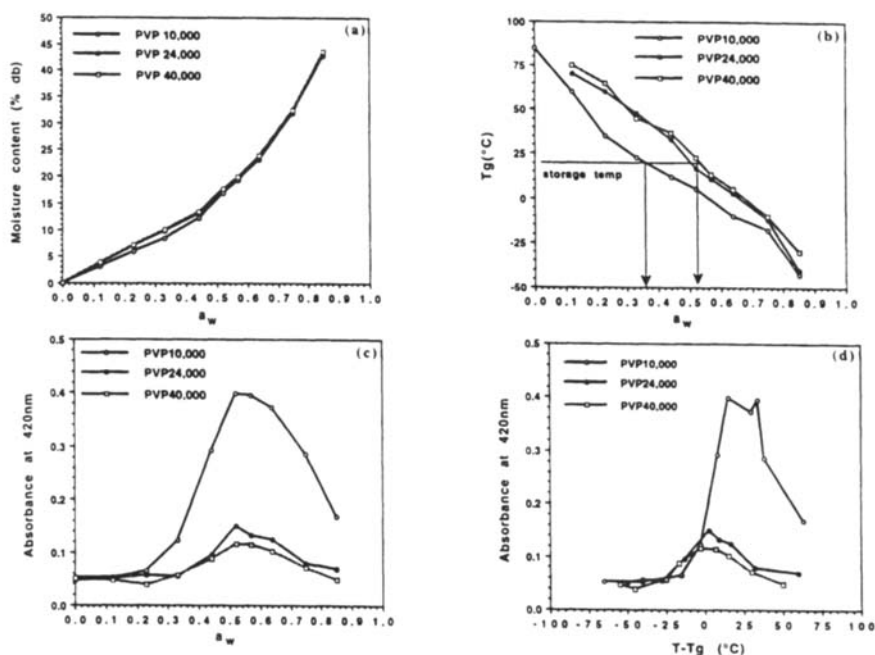 (a)
PVP 10,000
PVP 24,000
PVP 40,000
Moisture content (% db)
50
45
40
35
30
25
20
15
10
5
0
0.0 0.1 0.2 0.3 0.4 0.5 0.6 0.7 0.8 0.9 1.0
aw
(b)
PVP10,000
PVP24,000
PVP40,000
Tg(°C)
100
75
50
25
0
-25
-50
storage temp
0.0 0.1 0.2 0.3 0.4 0.5 0.6 0.7 0.8 0.9 1.0
aw
(c)
PVP10,000
PVP24,000
PVP40,000
Absorbance at 420nm
0.5
0.4
0.3
0.2
0.1
0.0
0.0 0.1 0.2 0.3 0.4 0.5 0.6 0.7 0.8 0.9 1.0
aw
(d)
PVP10,000
PVP24,000
PVP40,000
Absorbance at 420nm
0.5
0.4
0.3
0.2
0.1
0.0
-100 -75 -50 -25 0 25 50 75 100
T-Tg (°C)